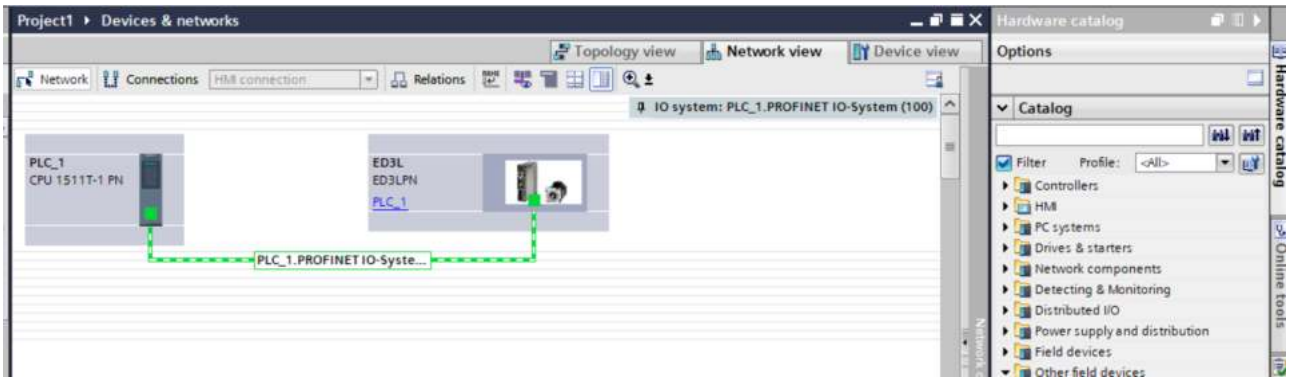 Project1 ▸ Devices & networks
Topology view
Network view
Device view
Network
Connections
HMI connection
Relations
IO system: PLC_1.PROFINET IO-System (100)
PLC_1
CPU 1511T-1 PN
ED3L
ED3LPN
PLC_1
PLC_1.PROFINET IO-Syste...
Hardware catalog
Options
Catalog
Filter Profile: <All>
Controllers
HMI
PC systems
Drives & starters
Network components
Detecting & Monitoring
Distributed I/O
Power supply and distribution
Field devices
Other field devices
Hardware catalog
Online tools